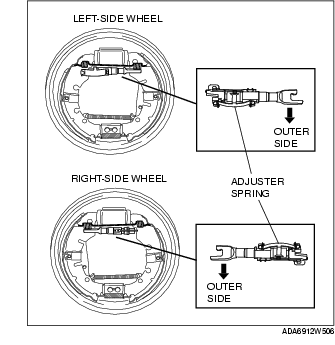 LEFT-SIDE WHEEL
OUTER
SIDE
RIGHT-SIDE WHEEL
ADJUSTER
SPRING
OUTER
SIDE
ADA6912W506